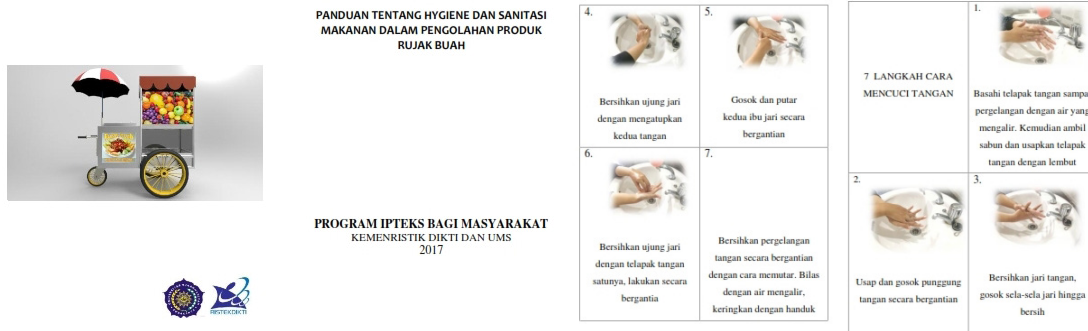 PANDUAN TENTANG HYGIENE DAN SANITASI
MAKANAN DALAM PENGOLAHAN PRODUK
RUJAK BUAH
PROGRAM IPTEKS BAGI MASYARAKAT
KEMENRISTIK DIKTI DAN UMS
2017
RISTEKDIKTI
4.
Bersihkan ujung jari
dengan mengatupkan
kedua tangan
5.
Gosok dan putar
kedua ibu jari secara
bergantian
6.
Bersihkan ujung jari
dengan telapak tangan
satunya, lakukan secara
bergantia
7.
Bersihkan pergelangan
tangan secara bergantian
dengan cara memutar. Bilas
dengan air mengalir,
keringkan dengan handuk
7 LANGKAH CARA
MENCUCI TANGAN
1.
Basahi telapak tangan sampa
pergelangan dengan air yang
mengalir. Kemudian ambil
sabun dan usapkan telapak
tangan dengan lembut
2.
Usap dan gosok punggung
tangan secara bergantian
3.
Bersihkan jari tangan,
gosok sela-sela jari hingga
bersih